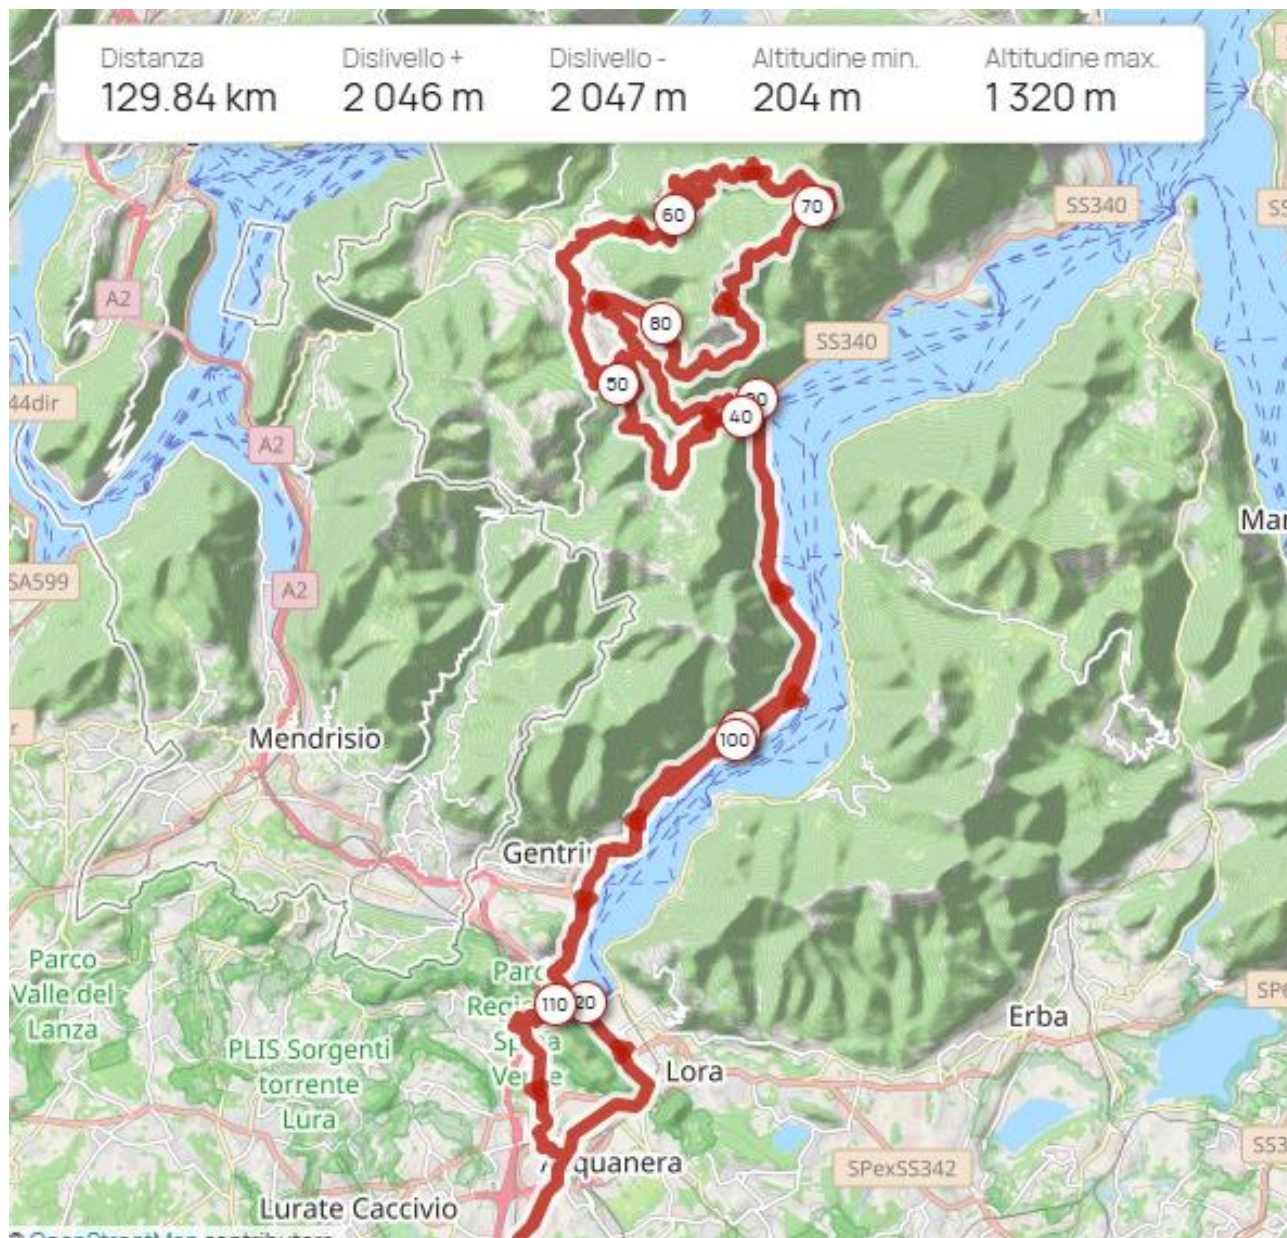 Distanza
129.84 km
Dislivello +
2 046 m
Dislivello -
2 047 m
Altitudine min.
204 m
Altitudine max.
1 320 m
60
70
SS340
A2
80
SS340
44dir
50
40
A2
A2
Mendrisio
100
Parco
Valle del
Lanza
110
20
Erba
PLIS Sorgenti
torrente
Lura
Lora
SPexSS342
Lurate Caccivio